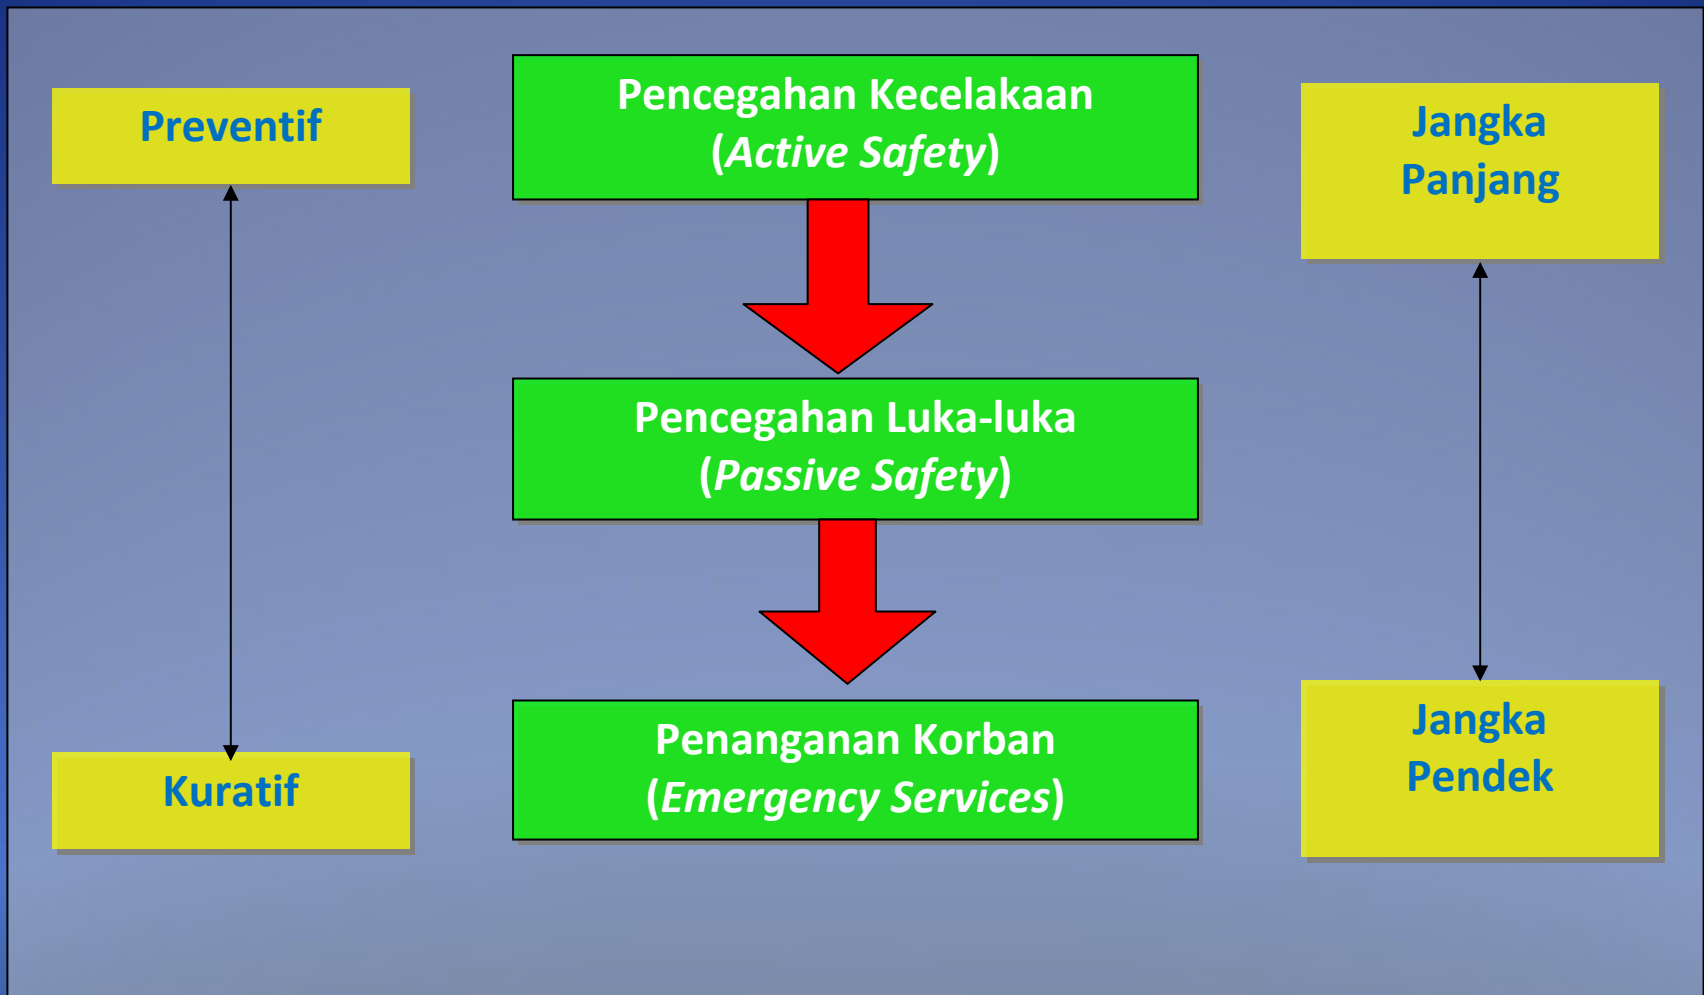 Preventif
Pencegahan Kecelakaan
(Active Safety)
Jangka
Panjang
Pencegahan Luka-luka
(Passive Safety)
Kuratif
Penanganan Korban
(Emergency Services)
Jangka
Pendek